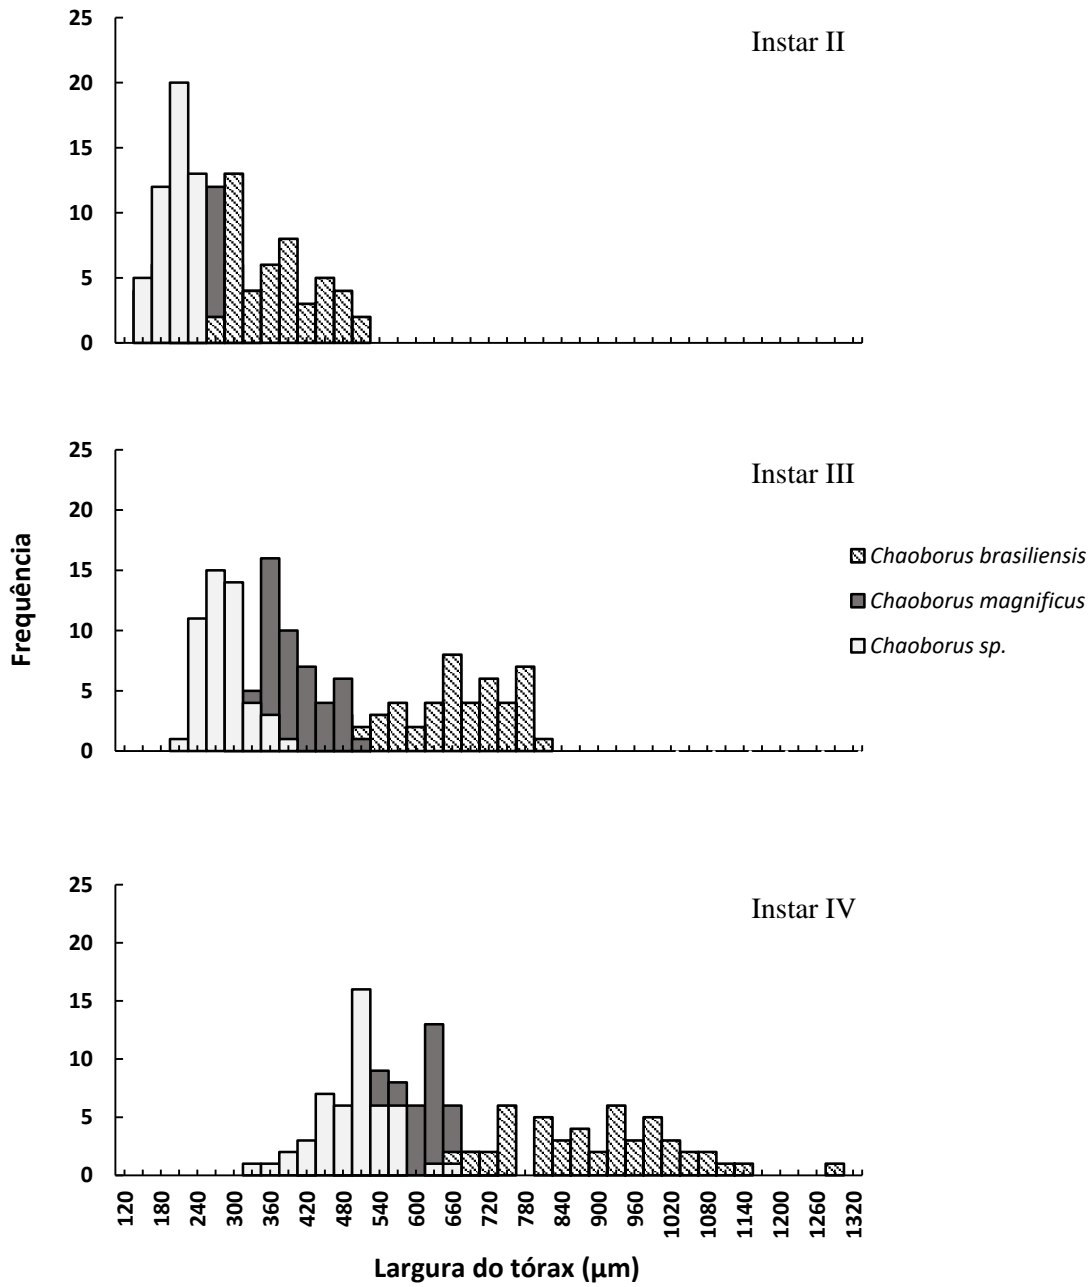 25
Instar II
20
15
10
5
0
25
Instar III
20
15
10
5
0
Frequência
Chaoborus brasiliensis
Chaoborus magnificus
Chaoborus sp.
25
Instar IV
20
15
10
5
0
120 180 240 300 360 420 480 540 600 660 720 780 840 900 960 1020 1080 1140 1200 1260 1320
Largura do tórax (µm)